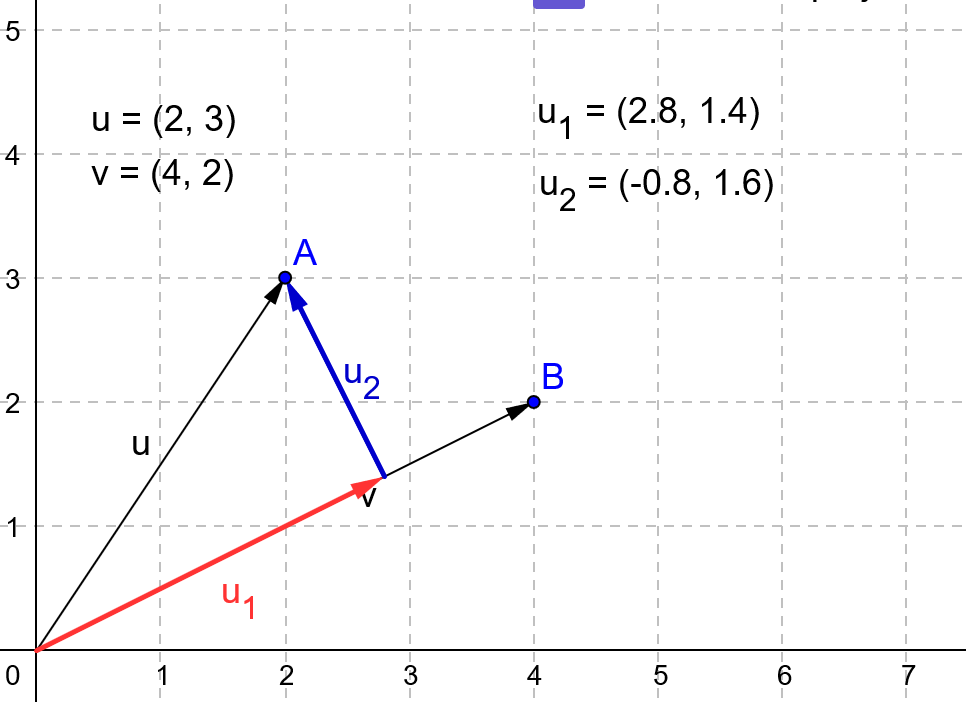 5
u = (2, 3)
u1 = (2.8, 1.4)
4
v = (4, 2)
u2 = (-0.8, 1.6)
A
3
B
u2
2
u
v
1
u1
0 1 2 3 4 5 6 7